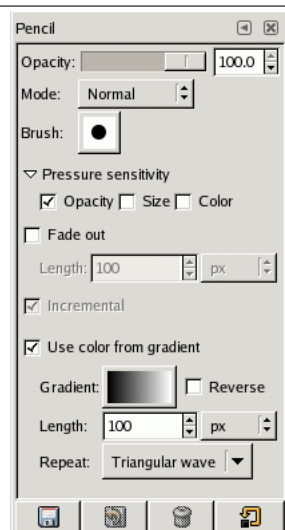 Pencil
Opacity: 100.0
Mode: Normal
Brush:
Pressure sensitivity
Opacity Size Color
Fade out
Length: 100 px
Incremental
Use color from gradient
Gradient: Reverse
Length: 100 px
Repeat: Triangular wave